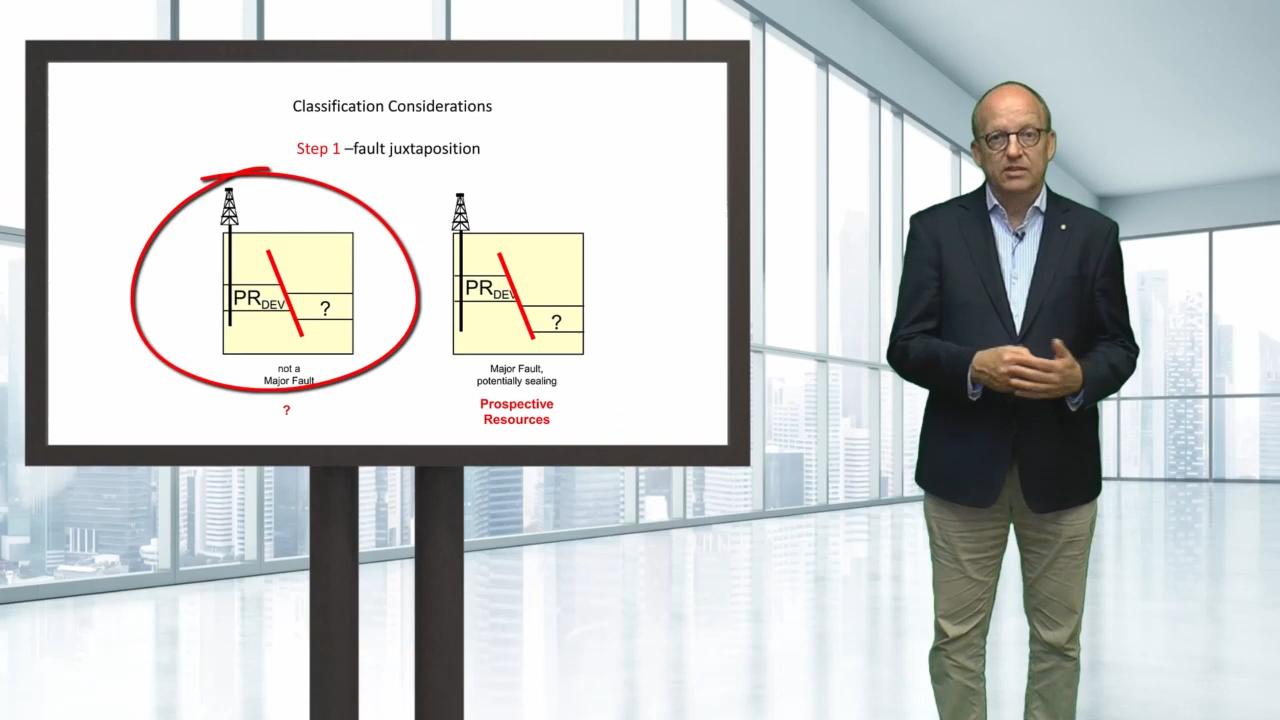 Classification Considerations
Step 1 –fault juxtaposition
PRDEV
?
PRDEV
?
not a
Major Fault
?
Major Fault,
potentially sealing
Prospective
Resources